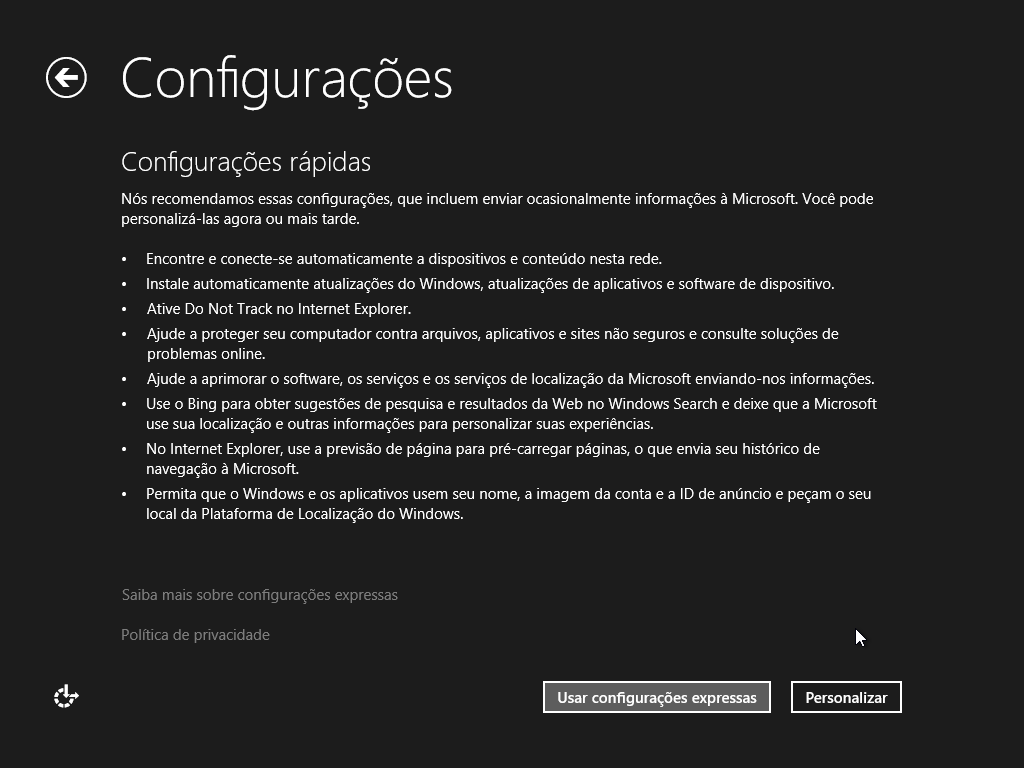 Configurações
Configurações rápidas
Nós recomendamos essas configurações, que incluem enviar ocasionalmente informações à Microsoft. Você pode
personalizá-las agora ou mais tarde.
• Encontre e conecte-se automaticamente a dispositivos e conteúdo nesta rede.
• Instale automaticamente atualizações do Windows, atualizações de aplicativos e software de dispositivo.
• Ative Do Not Track no Internet Explorer.
• Ajude a proteger seu computador contra arquivos, aplicativos e sites não seguros e consulte soluções de
problemas online.
• Ajude a aprimorar o software, os serviços e os serviços de localização da Microsoft enviando-nos informações.
• Use o Bing para obter sugestões de pesquisa e resultados da Web no Windows Search e deixe que a Microsoft
use sua localização e outras informações para personalizar suas experiências.
• No Internet Explorer, use a previsão de página para pré-carregar páginas, o que envia seu histórico de
navegação à Microsoft.
• Permita que o Windows e os aplicativos usem seu nome, a imagem da conta e a ID de anúncio e peçam o seu
local da Plataforma de Localização do Windows.
Saiba mais sobre configurações expressas
Política de privacidade
Usar configurações expressas
Personalizar